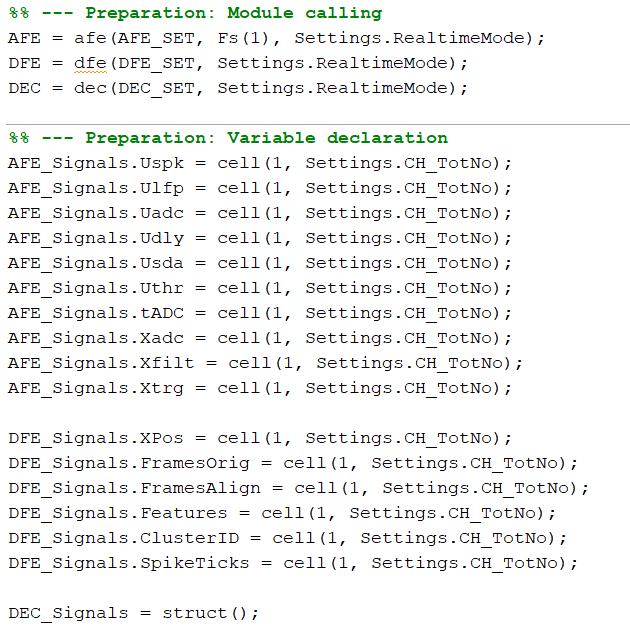 %% --- Preparation: Module calling
AFE = afe(AFE_SET, Fs(1), Settings.RealtimeMode);
DFE = dfe(DFE_SET, Settings.RealtimeMode);
DEC = dec(DEC_SET, Settings.RealtimeMode);
%% --- Preparation: Variable declaration
AFE_Signals.Uspk = cell(1, Settings.CH_TotNo);
AFE_Signals.Ulfp = cell(1, Settings.CH_TotNo);
AFE_Signals.Uadc = cell(1, Settings.CH_TotNo);
AFE_Signals.Udly = cell(1, Settings.CH_TotNo);
AFE_Signals.Usda = cell(1, Settings.CH_TotNo);
AFE_Signals.Uthr = cell(1, Settings.CH_TotNo);
AFE_Signals.tADC = cell(1, Settings.CH_TotNo);
AFE_Signals.Xadc = cell(1, Settings.CH_TotNo);
AFE_Signals.Xfilt = cell(1, Settings.CH_TotNo);
AFE_Signals.Xtrg = cell(1, Settings.CH_TotNo);
DFE_Signals.XPos = cell(1, Settings.CH_TotNo);
DFE_Signals.FramesOrig = cell(1, Settings.CH_TotNo);
DFE_Signals.FramesAlign = cell(1, Settings.CH_TotNo);
DFE_Signals.Features = cell(1, Settings.CH_TotNo);
DFE_Signals.ClusterID = cell(1, Settings.CH_TotNo);
DFE_Signals.SpikeTicks = cell(1, Settings.CH_TotNo);
DEC_Signals = struct();